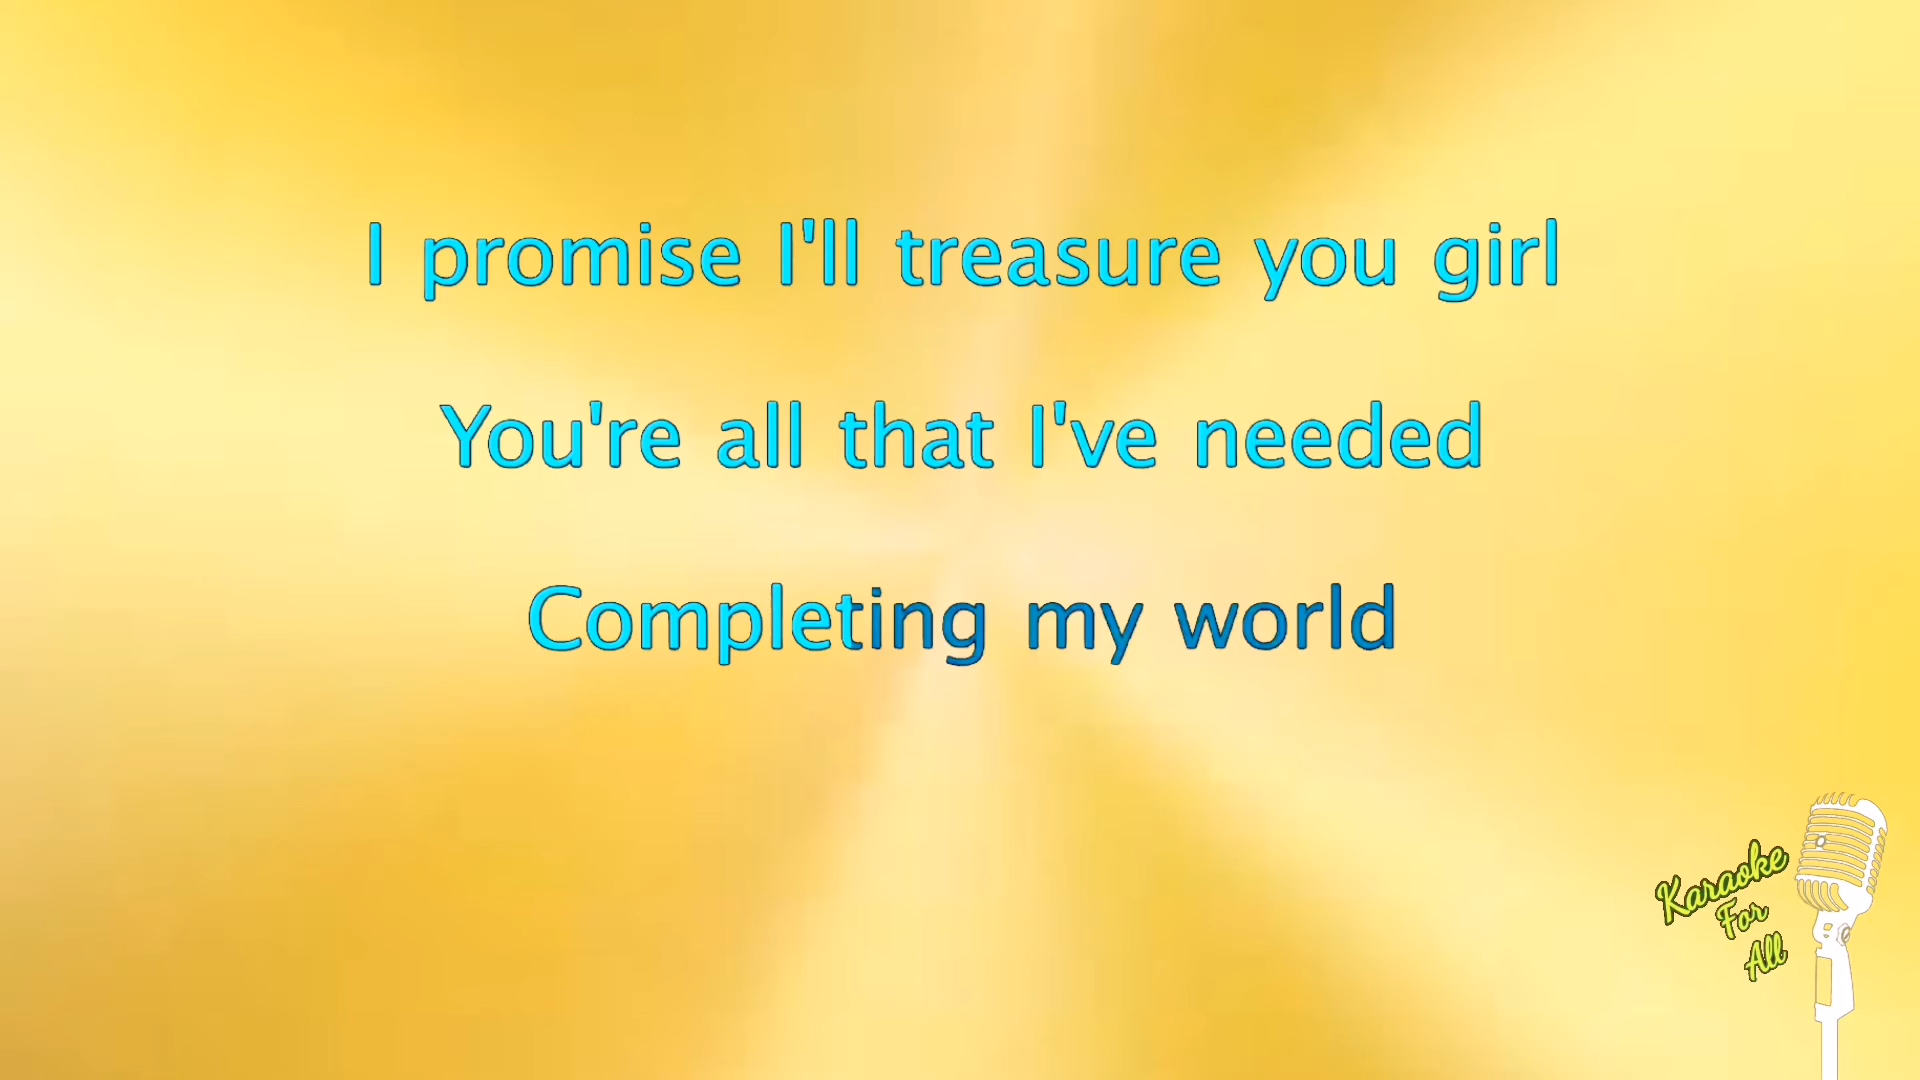 I promise I'll treasure you girl
You're all that I've needed
Completing my world
Karaoke
For
All